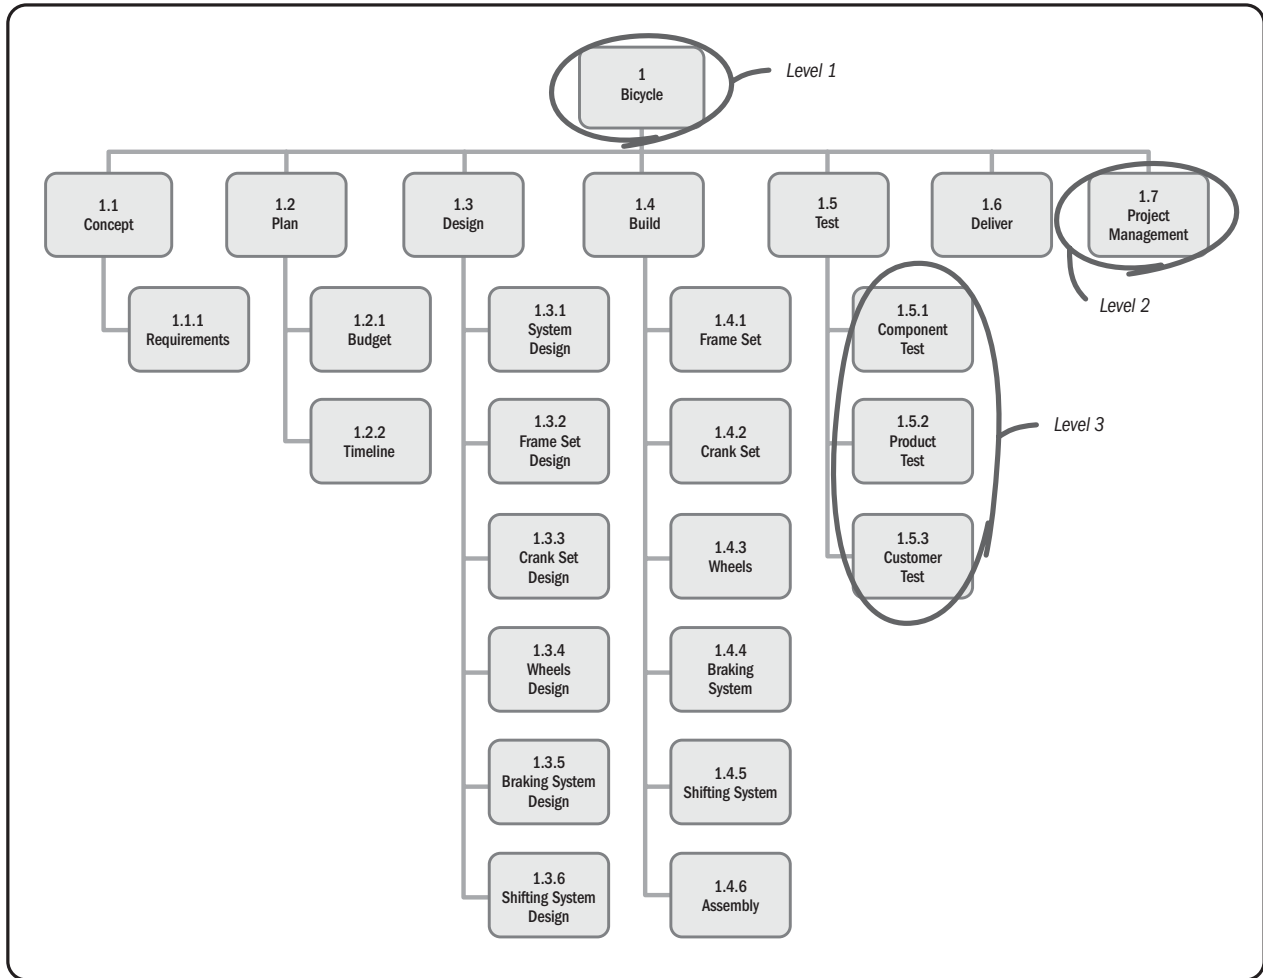 1
Bicycle
Level 1
1.1
Concept
1.2
Plan
1.3
Design
1.4
Build
1.5
Test
1.6
Deliver
1.7
Project
Management
Level 2
1.1.1
Requirements
1.2.1
Budget
1.3.1
System
Design
1.4.1
Frame Set
1.5.1
Component
Test
1.2.2
Timeline
1.3.2
Frame Set
Design
1.4.2
Crank Set
1.5.2
Product
Test
Level 3
1.3.3
Crank Set
Design
1.4.3
Wheels
1.5.3
Customer
Test
1.3.4
Wheels
Design
1.4.4
Braking
System
1.3.5
Braking System
Design
1.4.5
Shifting System
1.3.6
Shifting System
Design
1.4.6
Assembly